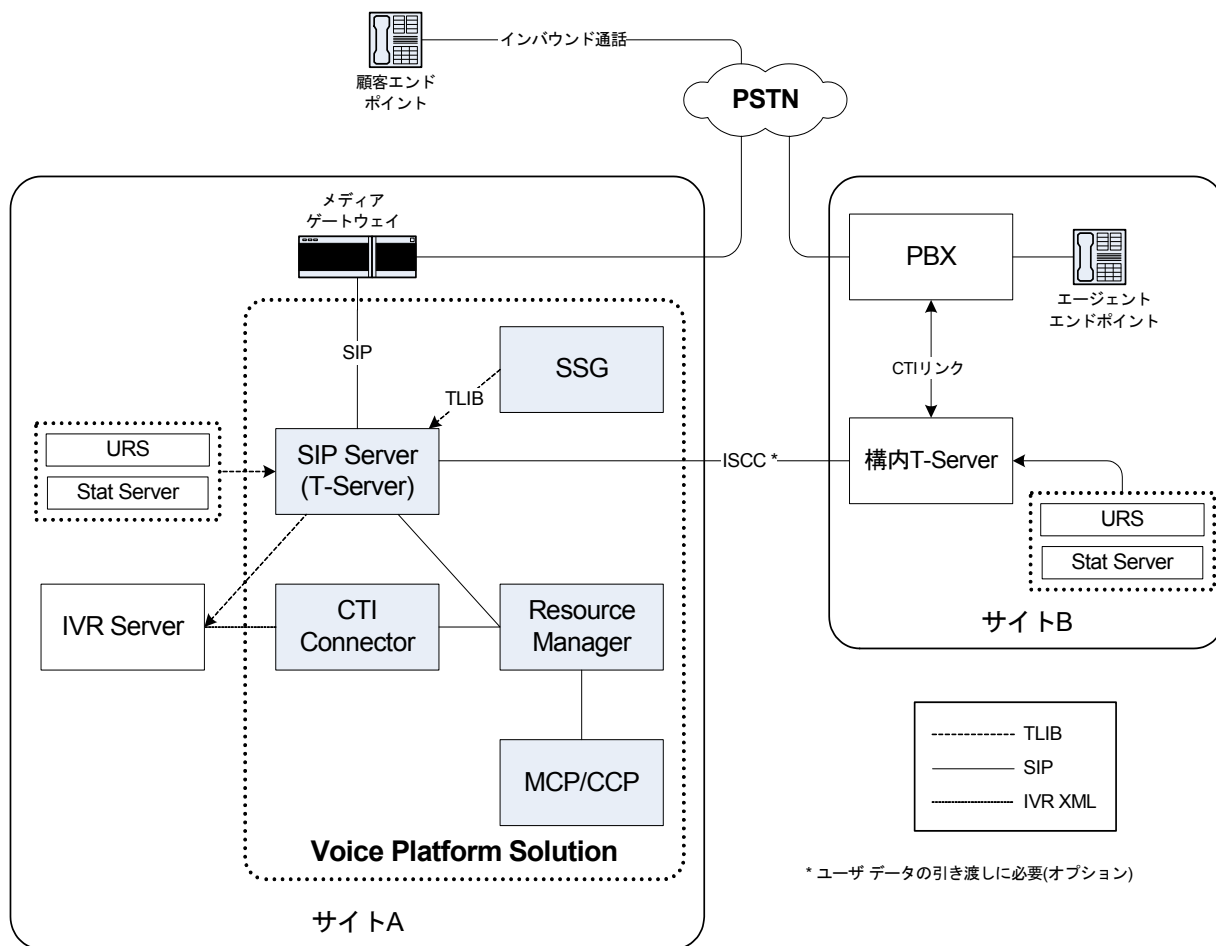 インバウンド通話
顧客エンド
ポイント
PSTN
メディア
ゲートウェイ
SIP
SSG
TLIB
URS
Stat Server
SIP Server
(T-Server)
ISCC *
IVR Server
CTI
Connector
Resource
Manager
MCP/CCP
Voice Platform Solution
サイトA
PBX
エージェント
エンドポイント
CTIリンク
構内T-Server
URS
Stat Server
サイトB
TLIB
SIP
IVR XML
* ユーザ データの引き渡しに必要(オプション)